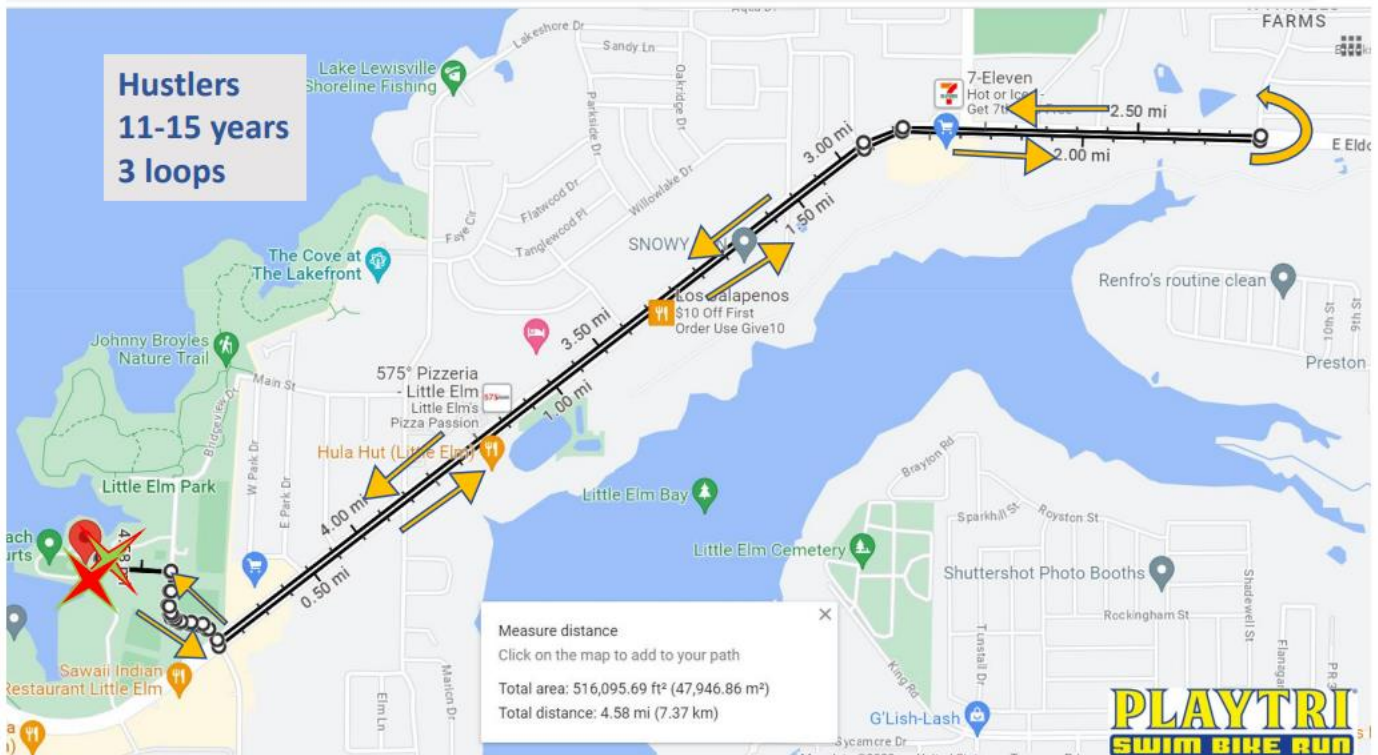 Hustlers
11-15 years
3 loops
Lakeshore Dr
Sandy Ln
Lake Lewisville
Shoreline Fishing
Parkside Dr
Oakridge Dr
7-Eleven
Hot or
FARMS
2.50 mi
2.00 mi
3.00 mi
1.50 mi
Flatwood Dr
Willowlake Dr
Tanglewood Pl
Faye Cir
The Cove at
The Lakefront
SNOWY
Los Jalapenos
$10 Off First
Order Use Give10
Renfro's routine clean
10th St
9th St
Preston
Johnny Broyles
Nature Trail
Main St
Bridgeview Dr
3.50 mi
1.00 mi
575° Pizzeria
- Little Elm
Little Elm's
Pizza Passion
Hula Hut (Little Elm)
W Park Dr
E Park Dr
Little Elm Park
4.00 mi
0.50 mi
Little Elm Bay
Brayton Rd
Sparkhill St
Royston St
Little Elm Cemetery
Shuttershot Photo Booths
Rockingham St
Shadewell St
Tunstall Dr
King Rd
Sawaii Indian
Restaurant Little Elm
Elm Ln
Marion Dr
Measure distance
Click on the map to add to your path
Total area: 516,095.69 ft² (47,946.86 m²)
Total distance: 4.58 mi (7.37 km)
G'Lish-Lash
Sycamore Dr
PLAYTRI
SWIM BIKE RUN